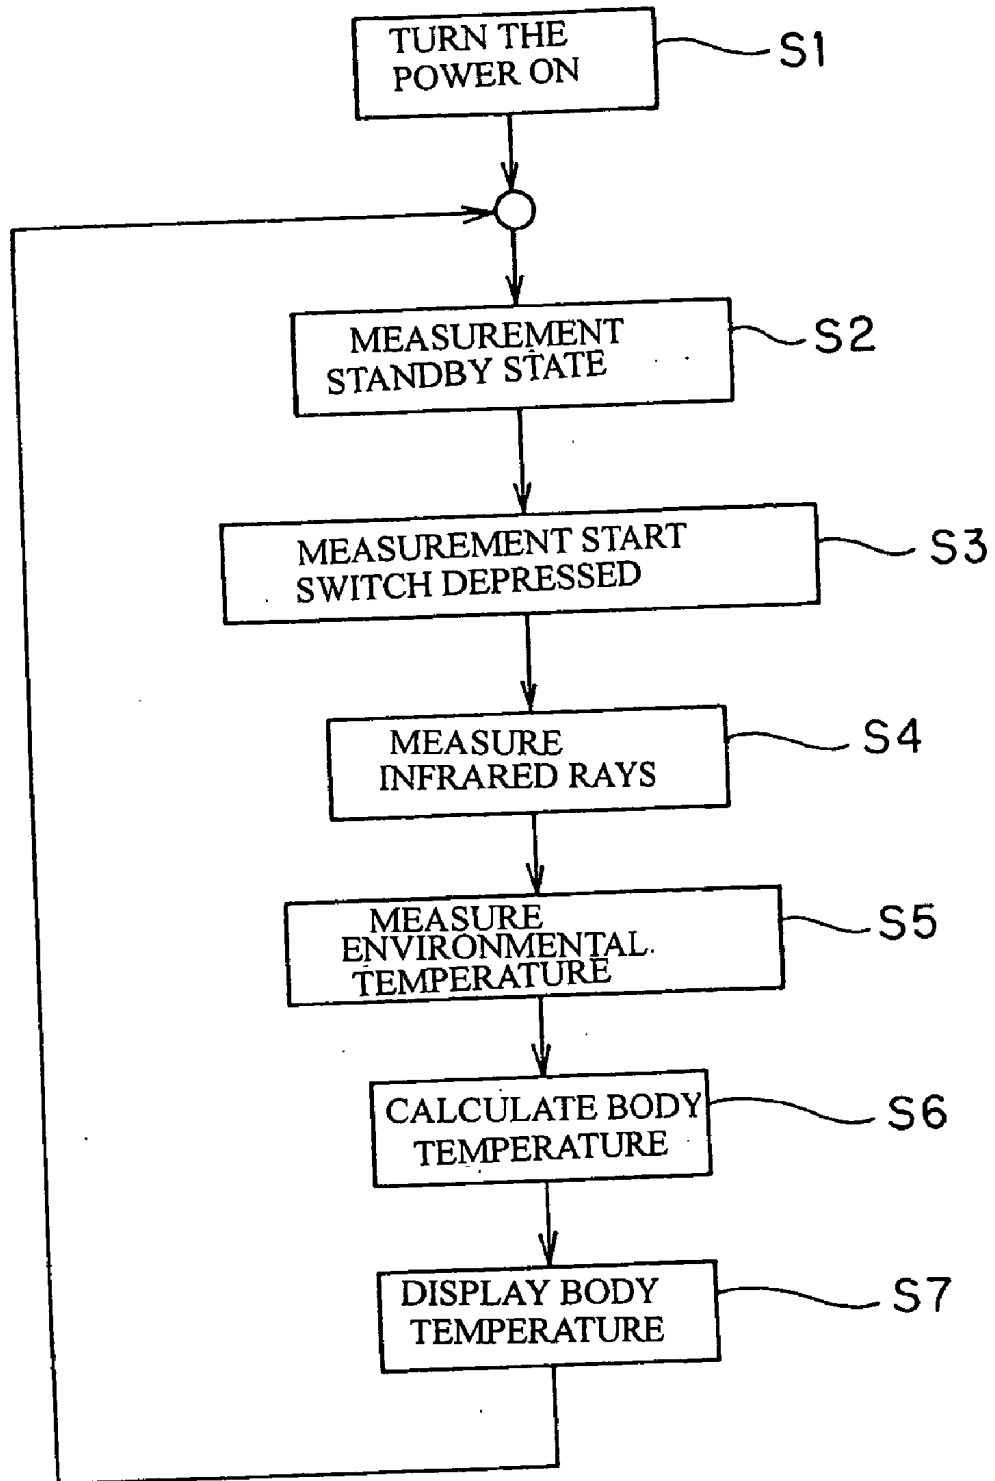 TURN THE
POWER ON
S1
MEASUREMENT
STANDBY STATE
S2
MEASUREMENT START
SWITCH DEPRESSED
S3
MEASURE
INFRARED RAYS
S4
MEASURE
ENVIRONMENTAL
TEMPERATURE
S5
CALCULATE BODY
TEMPERATURE
S6
DISPLAY BODY
TEMPERATURE
S7